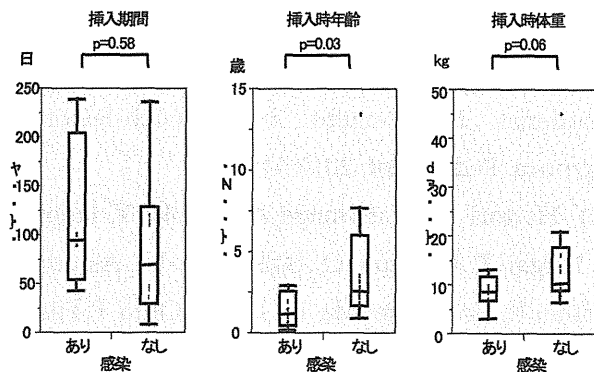 挿入期間
p=0.58
日
250
200
150
100
50
0
あり
なし
感染
挿入時年齢
p=0.03
歳
15
10
5
0
あり
なし
感染
挿入時体重
p=0.06
kg
50
40
30
20
10
0
あり
なし
感染